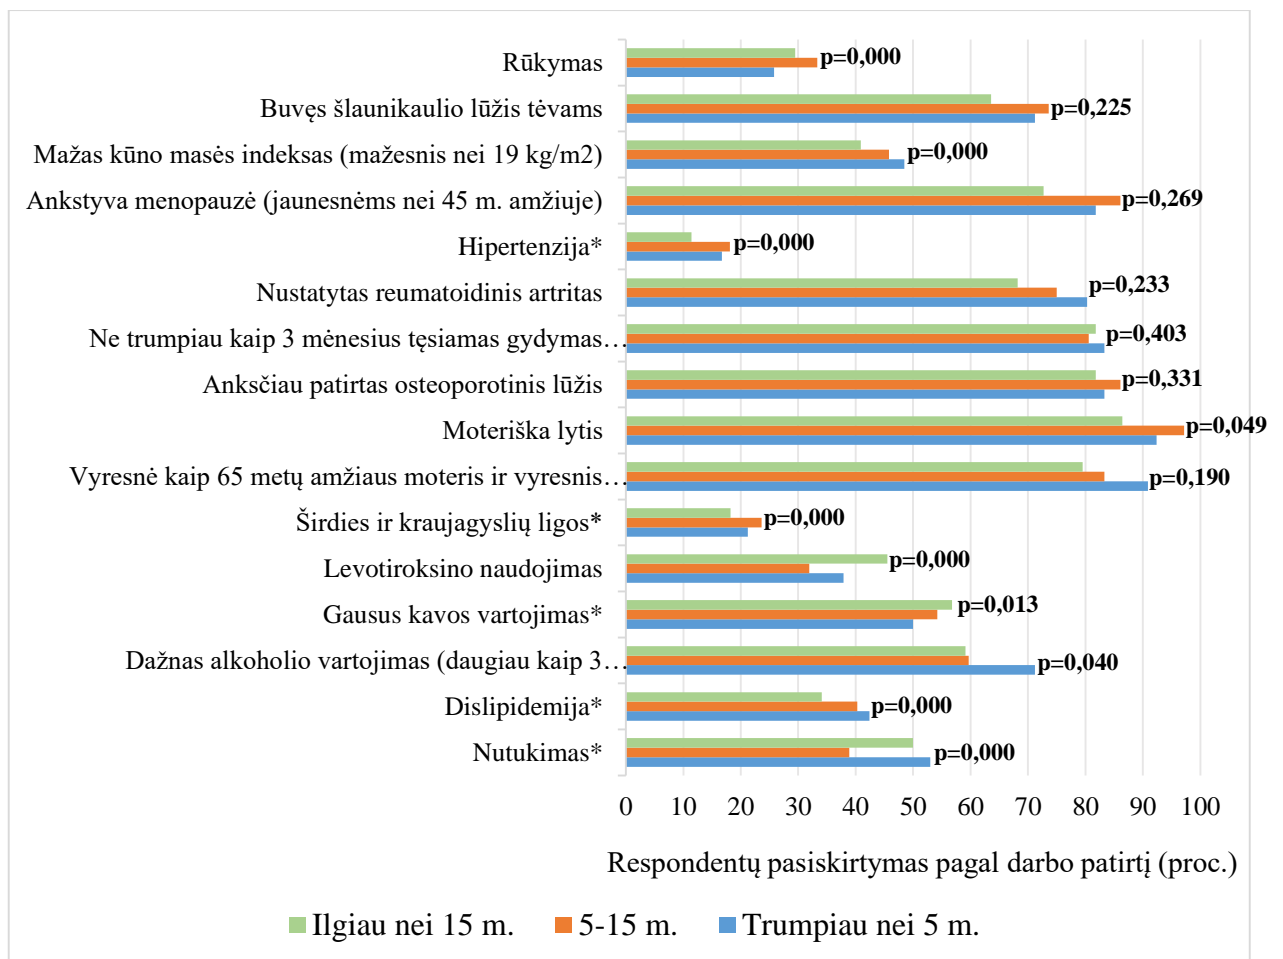 Rūkymas p=0,000
Buvęs šlaunikaulio lūžis tėvams p=0,225
Mažas kūno masės indeksas (mažesnis nei 19 kg/m2) p=0,000
Ankstyva menopauzė (jaunesnėms nei 45 m. amžiuje) p=0,269
Hipertenzija* p=0,000
Nustatytas reumatoidinis artritas p=0,233
Ne trumpiau kaip 3 mėnesius tęsiamas gydymas… p=0,403
Anksčiau patirtas osteoporotinis lūžis p=0,331
Moteriška lytis p=0,049
Vyresnė kaip 65 metų amžiaus moteris ir vyresnis… p=0,190
Širdies ir kraujagyslių ligos* p=0,000
Levotiroksino naudojimas p=0,000
Gausus kavos vartojimas* p=0,013
Dažnas alkoholio vartojimas (daugiau kaip 3… p=0,040
Dislipidemija* p=0,000
Nutukimas* p=0,000
0 10 20 30 40 50 60 70 80 90 100
Respondentų pasiskirtymas pagal darbo patirtį (proc.)
Ilgiau nei 15 m. 5-15 m. Trumpiau nei 5 m.